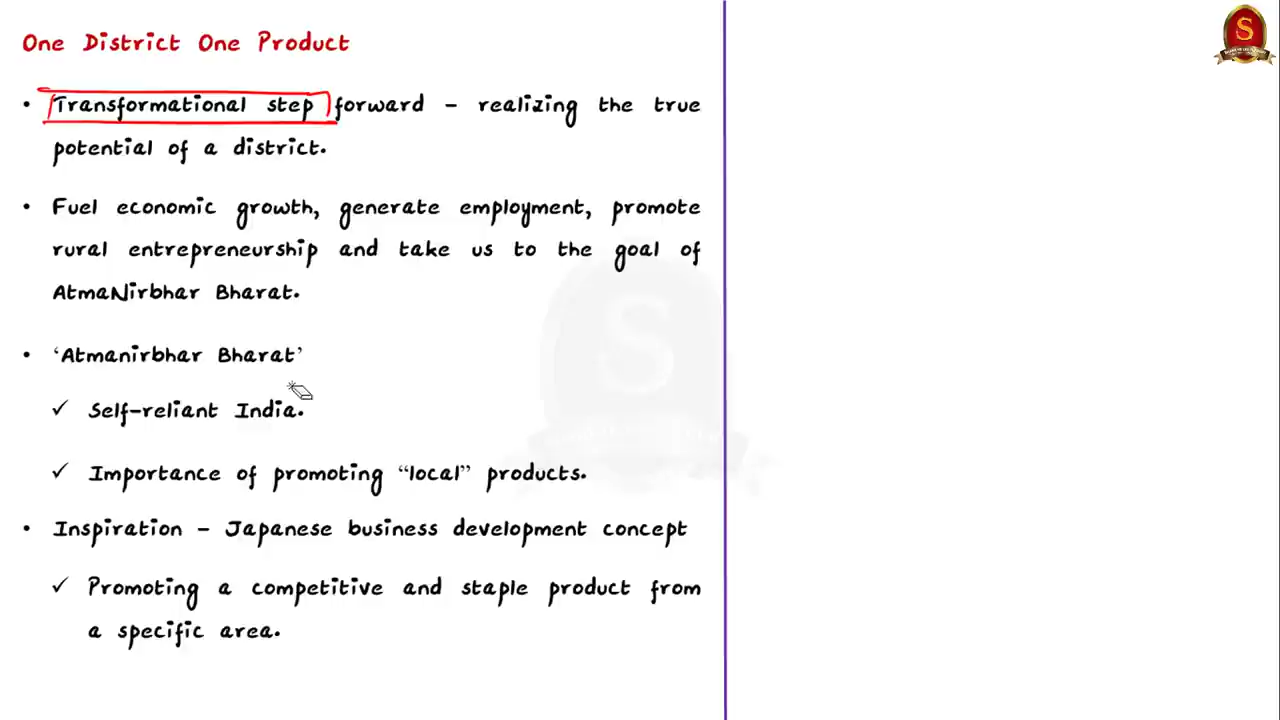 One District One Product
• Transformational step forward – realizing the true
potential of a district.
• Fuel economic growth, generate employment, promote
rural entrepreneurship and take us to the goal of
AtmaNirbhar Bharat.
• ‘Atmanirbhar Bharat’
✓ Self-reliant India.
✓ Importance of promoting “local” products.
• Inspiration – Japanese business development concept
✓ Promoting a competitive and staple product from
a specific area.
S